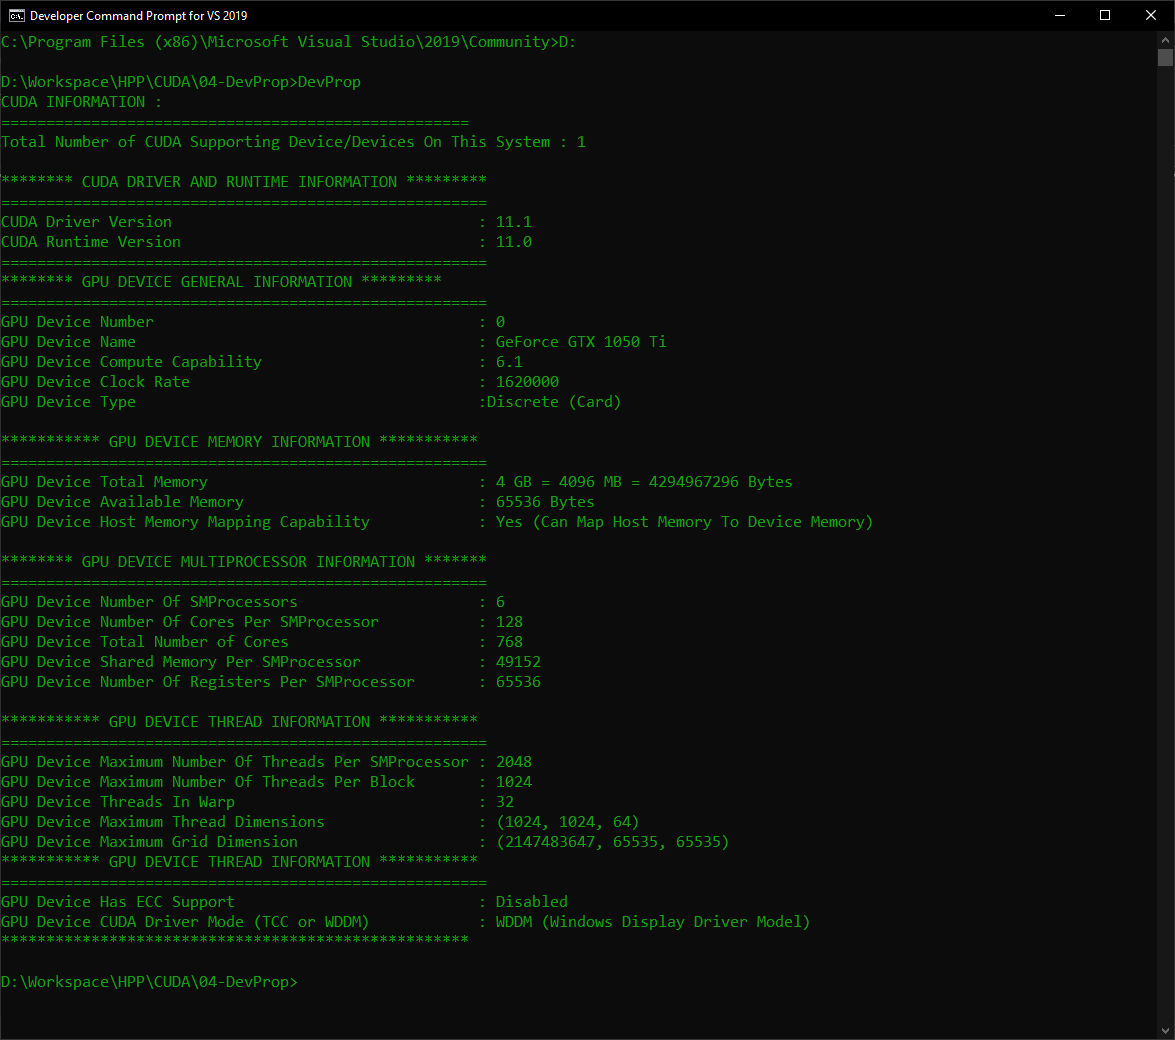 Developer Command Prompt for VS 2019
C:\Program Files (x86)\Microsoft Visual Studio\2019\Community>D:
D:\Workspace\HPP\CUDA\04-DevProp>DevProp
CUDA INFORMATION :
====================================================
Total Number of CUDA Supporting Device/Devices On This System : 1
******** CUDA DRIVER AND RUNTIME INFORMATION *********
======================================================
CUDA Driver Version                                  : 11.1
CUDA Runtime Version                                 : 11.0
======================================================
******** GPU DEVICE GENERAL INFORMATION *********
======================================================
GPU Device Number                                    : 0
GPU Device Name                                      : GeForce GTX 1050 Ti
GPU Device Compute Capability                        : 6.1
GPU Device Clock Rate                                : 1620000
GPU Device Type                                      :Discrete (Card)
*********** GPU DEVICE MEMORY INFORMATION ***********
======================================================
GPU Device Total Memory                              : 4 GB = 4096 MB = 4294967296 Bytes
GPU Device Available Memory                          : 65536 Bytes
GPU Device Host Memory Mapping Capability            : Yes (Can Map Host Memory To Device Memory)
******** GPU DEVICE MULTIPROCESSOR INFORMATION *******
======================================================
GPU Device Number Of SMProcessors                    : 6
GPU Device Number Of Cores Per SMProcessor           : 128
GPU Device Total Number of Cores                     : 768
GPU Device Shared Memory Per SMProcessor             : 49152
GPU Device Number Of Registers Per SMProcessor       : 65536
*********** GPU DEVICE THREAD INFORMATION ***********
======================================================
GPU Device Maximum Number Of Threads Per SMProcessor : 2048
GPU Device Maximum Number Of Threads Per Block       : 1024
GPU Device Threads In Warp                           : 32
GPU Device Maximum Thread Dimensions                 : (1024, 1024, 64)
GPU Device Maximum Grid Dimension                    : (2147483647, 65535, 65535)
*********** GPU DEVICE THREAD INFORMATION ***********
======================================================
GPU Device Has ECC Support                           : Disabled
GPU Device CUDA Driver Mode (TCC or WDDM)            : WDDM (Windows Display Driver Model)
****************************************************
D:\Workspace\HPP\CUDA\04-DevProp>